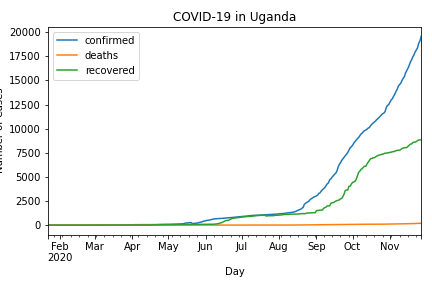 COVID-19 in Uganda
confirmed
deaths
recovered
20000
17500
15000
12500
10000
7500
5000
2500
0
Feb Mar Apr May Jun Jul Aug Sep Oct Nov
2020
Day